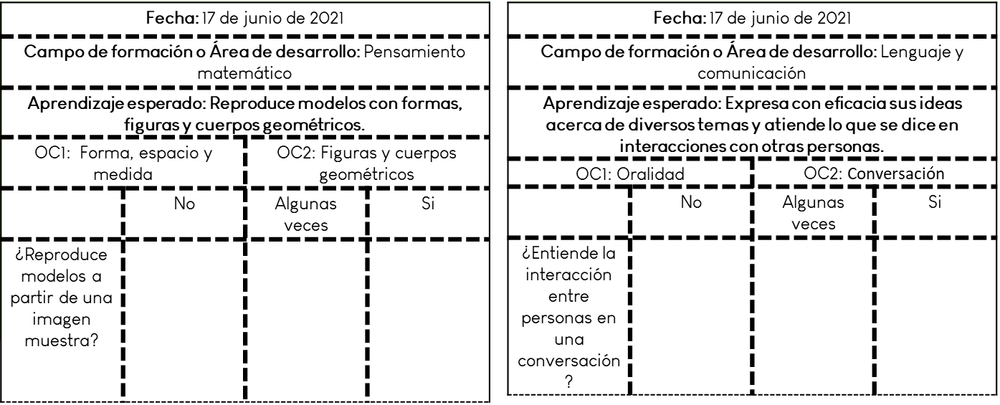 Fecha: 17 de junio de 2021
Campo de formación o Área de desarrollo: Pensamiento
matemático
Aprendizaje esperado: Reproduce modelos con formas,
figuras y cuerpos geométricos.
OC1: Forma, espacio y
medida
OC2: Figuras y cuerpos
geométricos
No
Algunas
veces
Si
¿Reproduce
modelos a
partir de una
imagen
muestra?
Fecha: 17 de junio de 2021
Campo de formación o Área de desarrollo: Lenguaje y
comunicación
Aprendizaje esperado: Expresa con eficacia sus ideas
acerca de diversos temas y atiende lo que se dice en
interacciones con otras personas.
OC1: Oralidad
OC2: Conversación
No
Algunas
veces
Si
¿Entiende la
interacción
entre
personas en
una
conversación
?